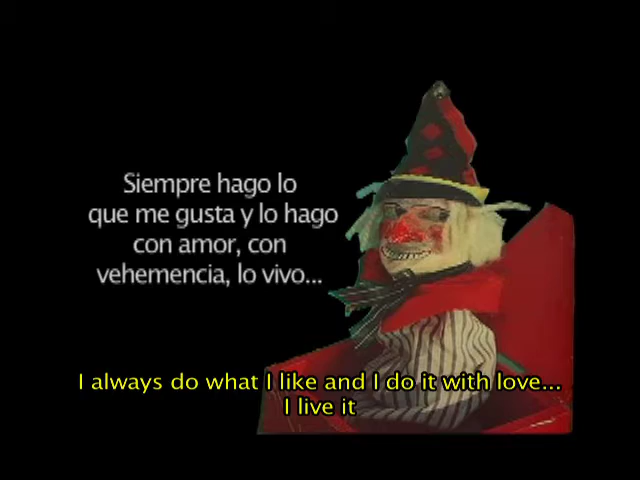 Siempre hago lo
que me gusta y lo hago
con amor, con
vehemencia, lo vivo...
I always do what I like and I do it with love...
I live it